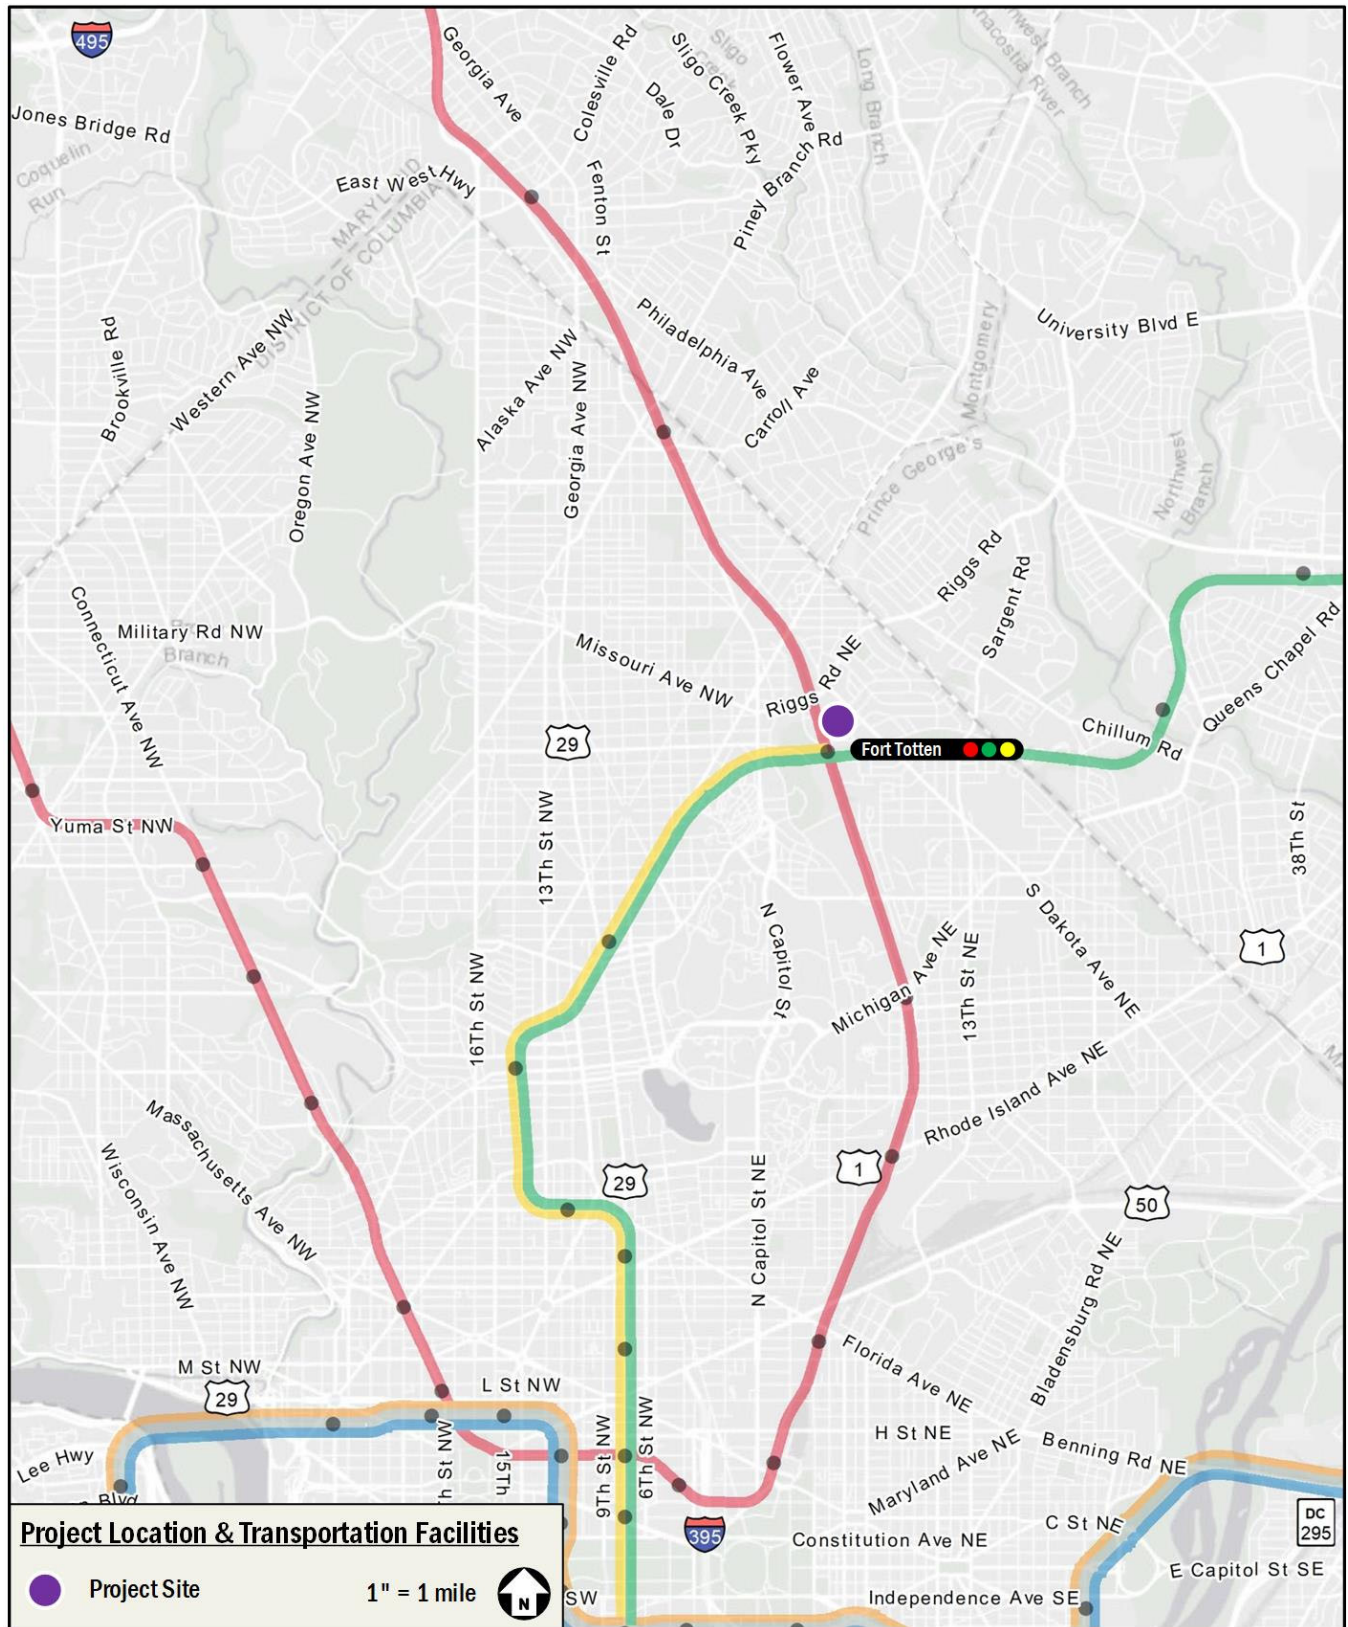 495
Georgia Ave
Colesville Rd
Sligo Creek
Sligo Creek Pky
Flower Ave
Dale Dr
Long Branch
Northwest Branch
Anacostia River
Jones Bridge Rd
Coquelin Run
East West Hwy
MARYLAND
DISTRICT OF COLUMBIA
Fenton St
Piney Branch Rd
Brookville Rd
Western Ave NW
Oregon Ave NW
Alaska Ave NW
Georgia Ave NW
Philadelphia Ave
Carroll Ave
University Blvd E
Montgomery
Prince George's
Northwest Branch
Riggs Rd
Sargent Rd
Connecticut Ave NW
Military Rd NW
Branch
Missouri Ave NW
Riggs Rd NE
Queens Chapel Rd
Chillum Rd
29
Fort Totten
Yuma St NW
13Th St NW
38Th St
16Th St NW
N Capitol St
Michigan Ave NE
13Th St NE
S Dakota Ave NE
1
Rhode Island Ave NE
Massachusetts Ave NW
Wisconsin Ave NW
29
N Capitol St NE
1
50
Bladensburg Rd NE
M St NW
29
L St NW
Florida Ave NE
H St NE
Maryland Ave NE
Benning Rd NE
Lee Hwy
Blvd
h St NW
15Th
9Th St NW
6Th St NW
395
Constitution Ave NE
C St NE
DC
295
E Capitol St SE
Independence Ave SE
SW
Project Location & Transportation Facilities
Project Site
1" = 1 mile
N